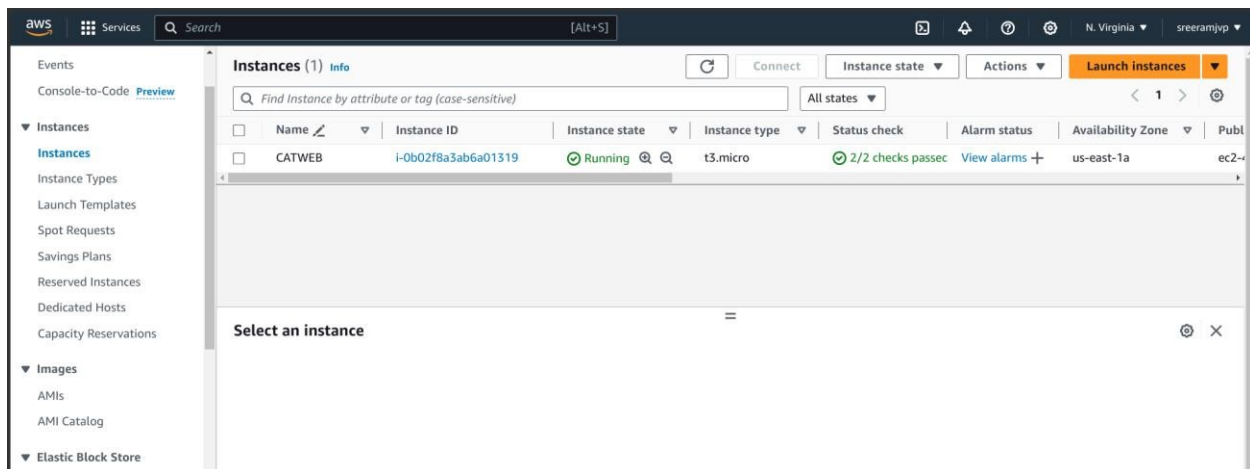 aws Services Search [Alt+S] N. Virginia sreeramjvp
Events
Console-to-Code Preview
Instances
Instances
Instance Types
Launch Templates
Spot Requests
Savings Plans
Reserved Instances
Dedicated Hosts
Capacity Reservations
Images
AMIs
AMI Catalog
Elastic Block Store
Instances (1) Info Connect Instance state Actions Launch instances
Find Instance by attribute or tag (case-sensitive) All states 1
Name Instance ID Instance state Instance type Status check Alarm status Availability Zone Publ
CATWEB i-0b02f8a3ab6a01319 Running t3.micro 2/2 checks passec View alarms + us-east-1a ec2-4
Select an instance